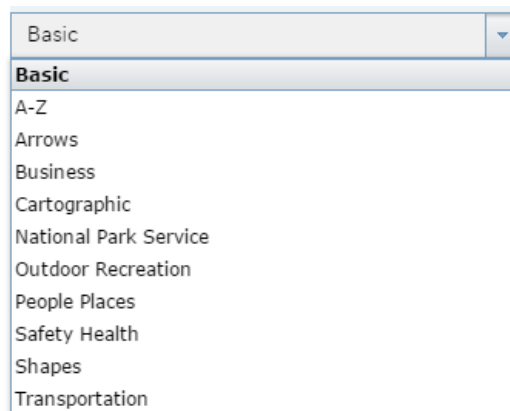 Basic
Basic
A-Z
Arrows
Business
Cartographic
National Park Service
Outdoor Recreation
People Places
Safety Health
Shapes
Transportation